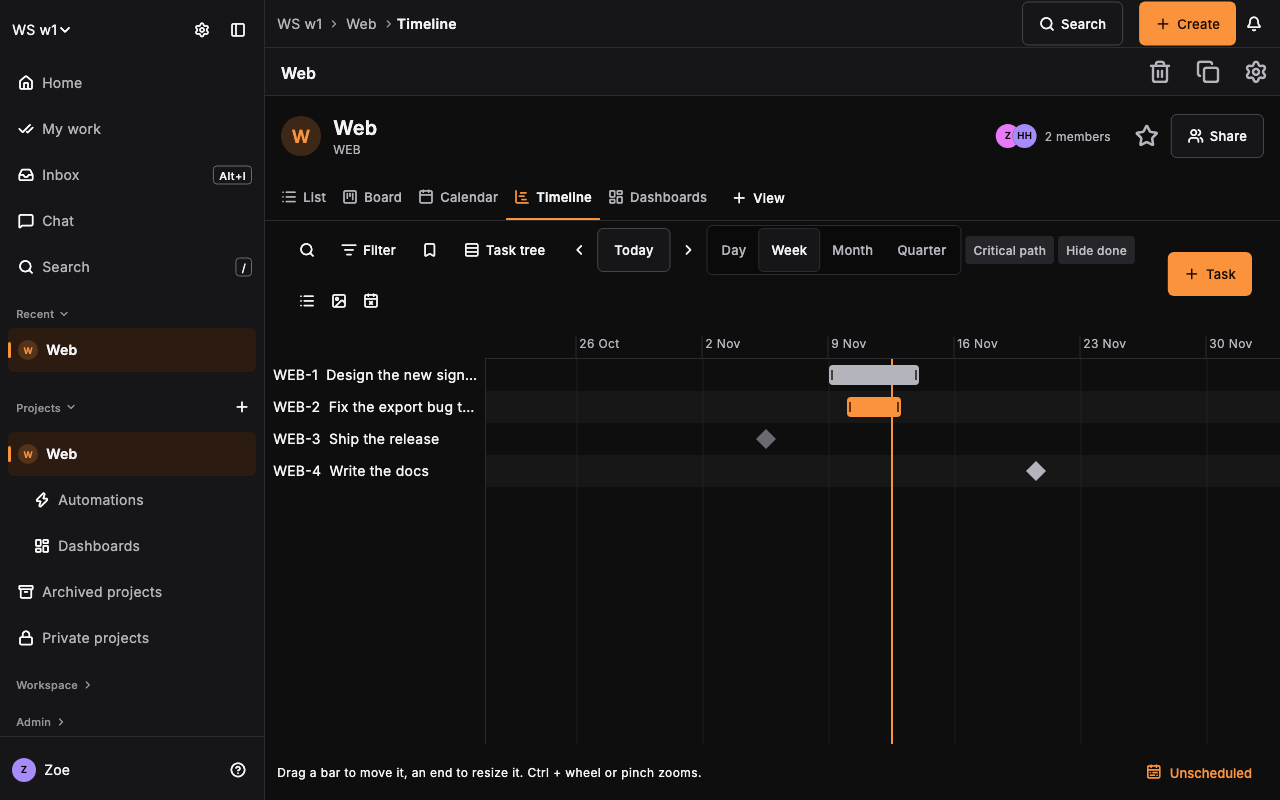 WS w1
Home
My work
Inbox
Alt+I
Chat
Search
/
Recent
W Web
Projects
W Web
Automations
Dashboards
Archived projects
Private projects
Workspace
Admin
Z Zoe
WS w1 > Web > Timeline
Search
+ Create
Web
W
Web
WEB
Z HH 2 members
Share
List
Board
Calendar
Timeline
Dashboards
+ View
Filter
Task tree
Today
Day
Week
Month
Quarter
Critical path
Hide done
+ Task
26 Oct
2 Nov
9 Nov
16 Nov
23 Nov
30 Nov
WEB-1 Design the new sign...
WEB-2 Fix the export bug t...
WEB-3 Ship the release
WEB-4 Write the docs
Drag a bar to move it, an end to resize it. Ctrl + wheel or pinch zooms.
Unscheduled